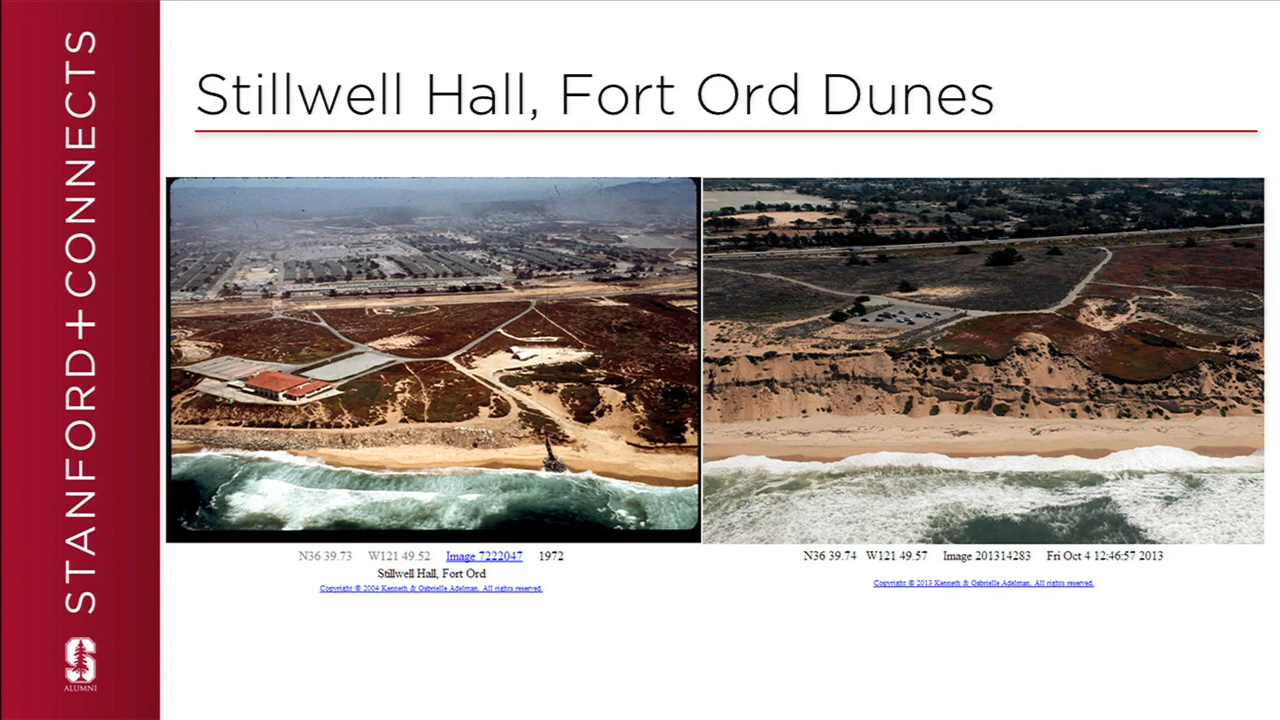 STANFORD+CONNECTS
S
ALUMNI
Stillwell Hall, Fort Ord Dunes
N36 39.73 W121 49.52 Image 7222047 1972
Stillwell Hall, Fort Ord
Copyright © 2004 Kenneth & Gabrielle Adelman. All rights reserved.
N36 39.74 W121 49.57 Image 201314283 Fri Oct 4 12:46:57 2013
Copyright © 2013 Kenneth & Gabrielle Adelman. All rights reserved.